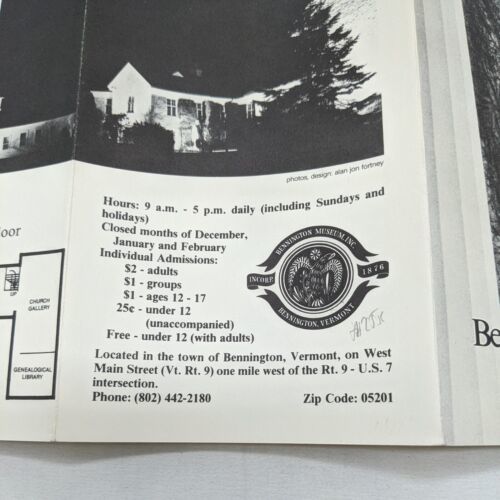 photos, design: alan jon fortney
Hours: 9 a.m. - 5 p.m. daily (including Sundays and
holidays)
Closed months of December,
January and February
Individual Admissions:
$2 - adults
$1 - groups
$1 - ages 12 - 17
25¢ - under 12
(unaccompanied)
Free - under 12 (with adults)
BENNINGTON MUSEUM, INC.
INCORP. 1876
BENNINGTON, VERMONT
Located in the town of Bennington, Vermont, on West
Main Street (Vt. Rt. 9) one mile west of the Rt. 9 - U.S. 7
intersection.
Phone: (802) 442-2180 Zip Code: 05201
loor
UP
CHURCH
GALLERY
GENEALOGICAL
LIBRARY
Be